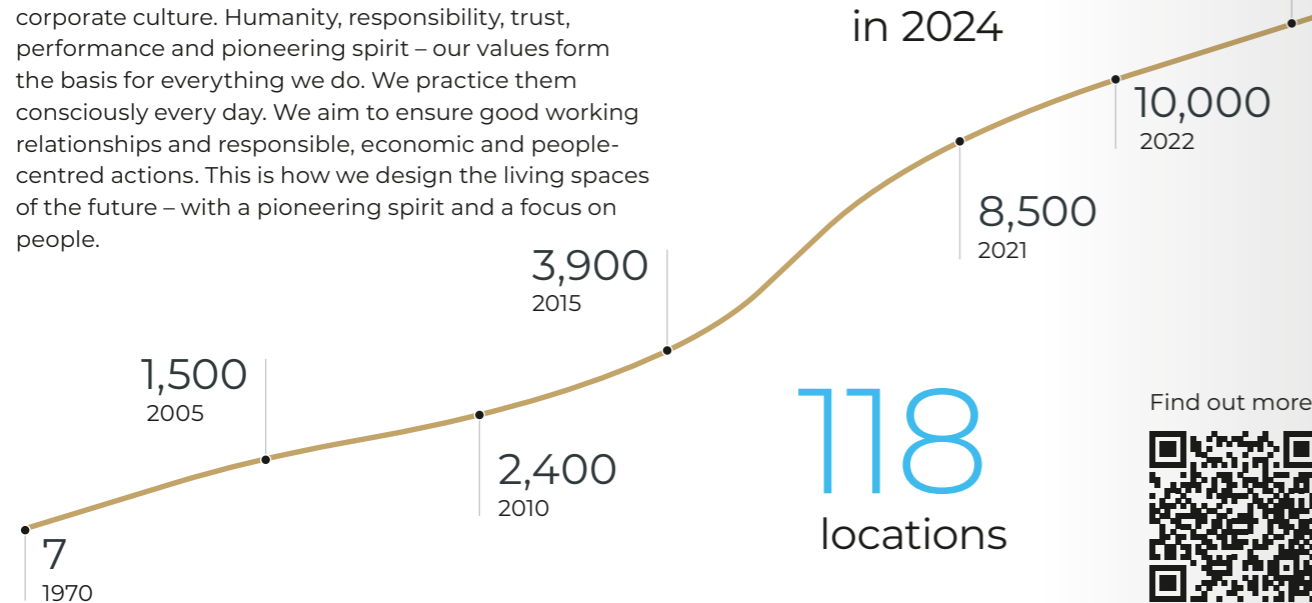 corporate culture. Humanity, responsibility, trust,
performance and pioneering spirit – our values form
the basis for everything we do. We practice them
consciously every day. We aim to ensure good working
relationships and responsible, economic and people-
centred actions. This is how we design the living spaces
of the future – with a pioneering spirit and a focus on
people.
in 2024
10,000
2022
8,500
2021
3,900
2015
1,500
2005
2,400
2010
7
1970
118
locations
Find out more